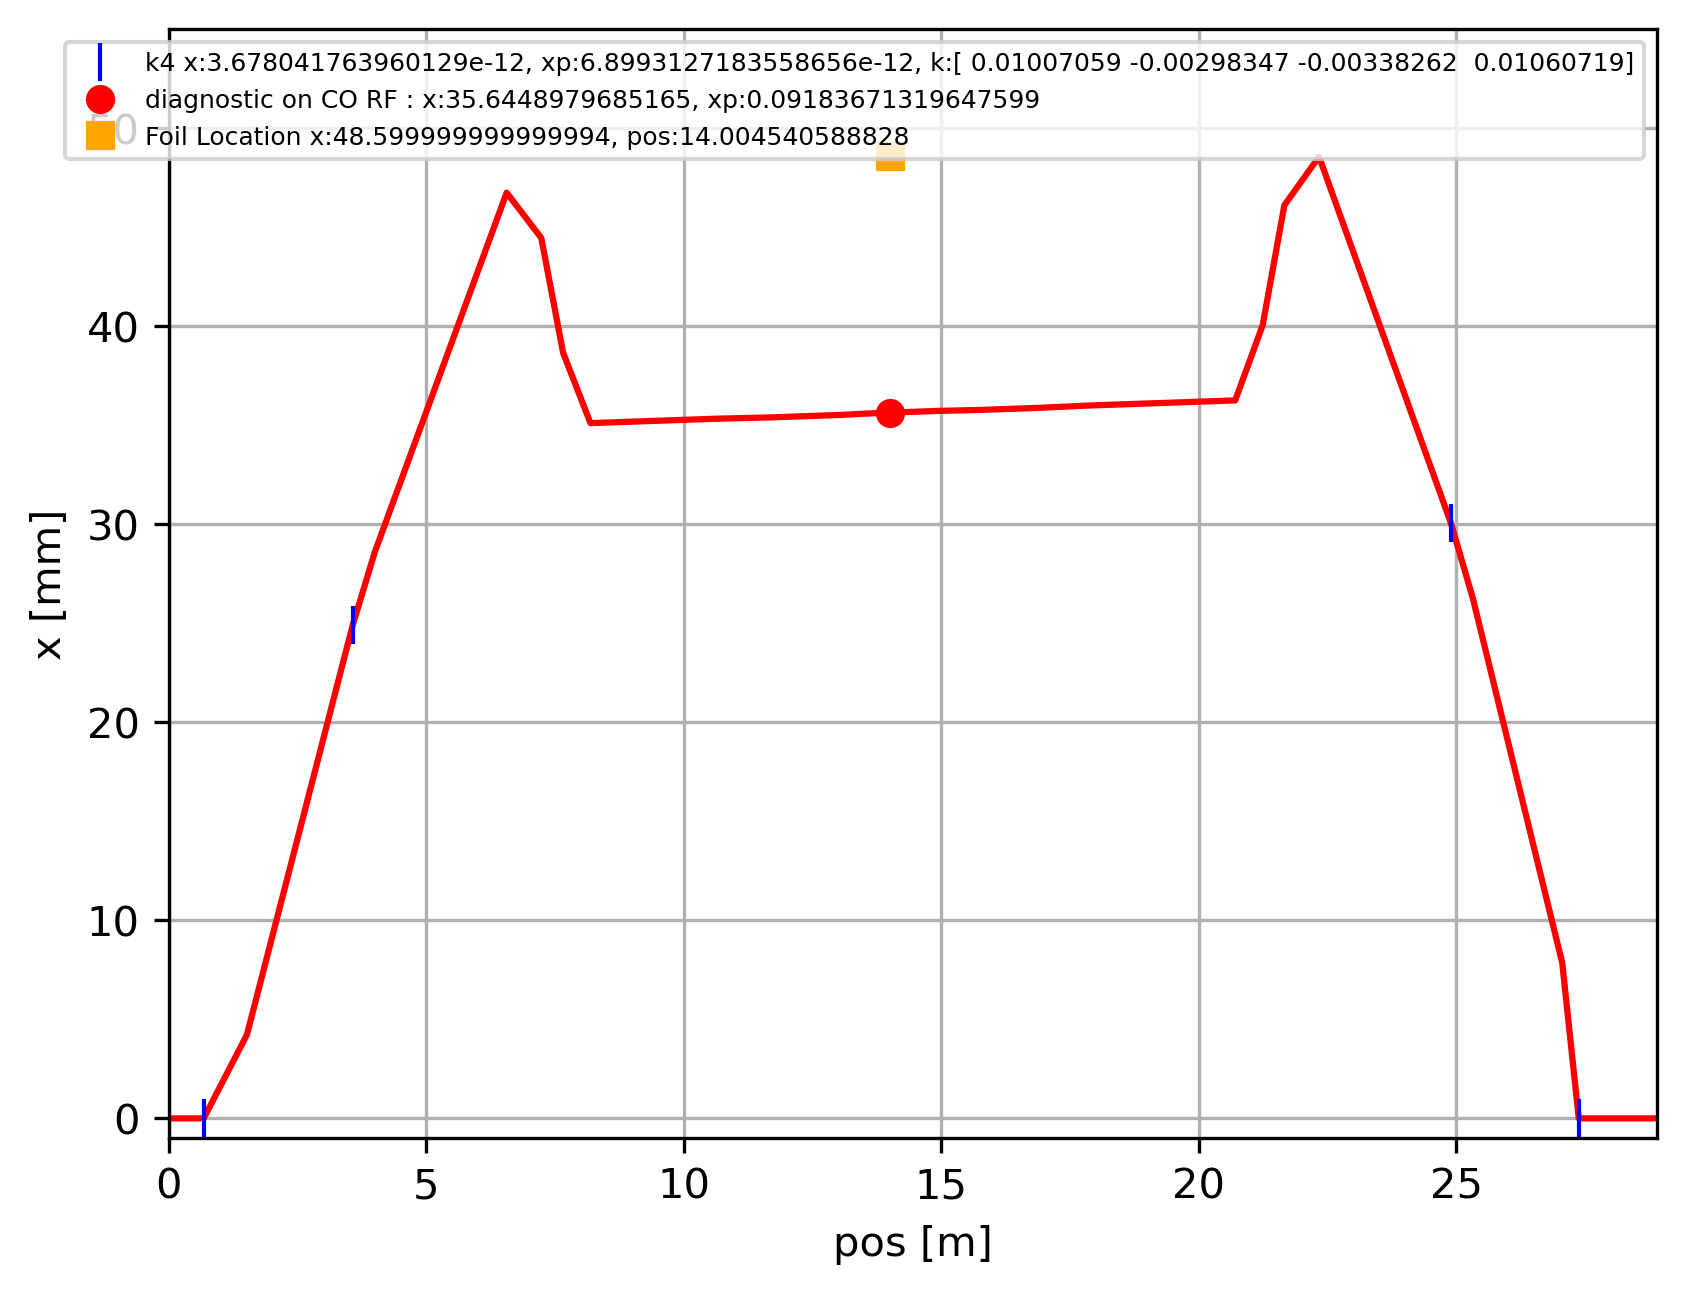 k4 x:3.678041763960129e-12, xp:6.8993127183558656e-12, k:[ 0.01007059 -0.00298347 -0.00338262  0.01060719]
diagnostic on CO RF : x:35.6448979685165, xp:0.09183671319647599
Foil Location x:48.599999999999994, pos:14.004540588828
50
40
30
20
10
0
x [mm]
0 5 10 15 20 25
pos [m]